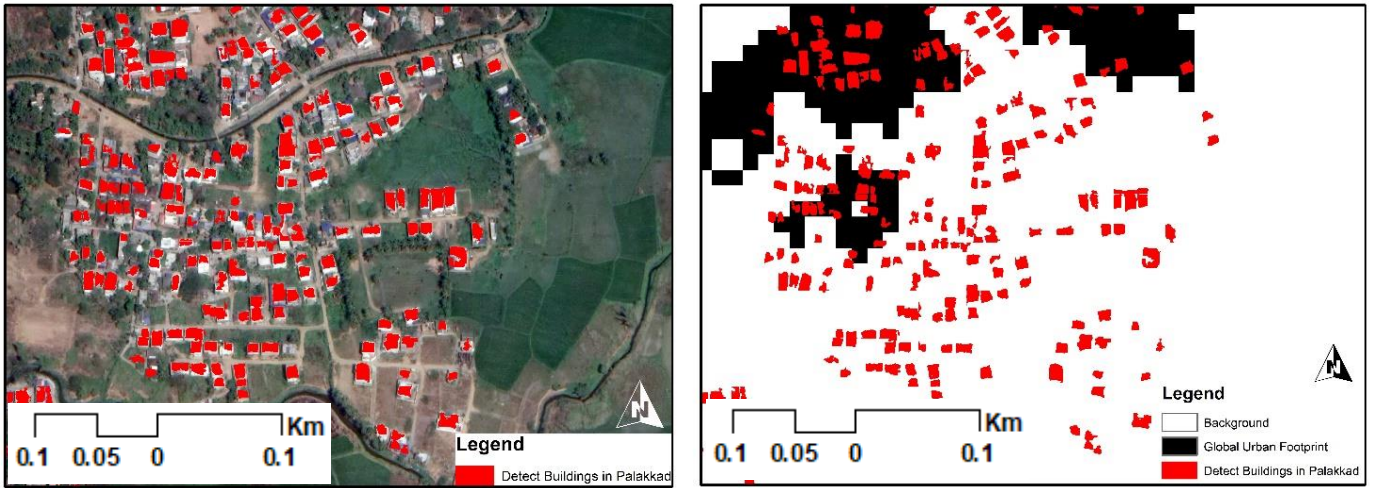 N
Km
0.1 0.05 0 0.1
Legend
Detect Buildings in Palakkad
N
Legend
Background
Global Urban Footprint
Detect Buildings in Palakkad
Km
0.1 0.05 0 0.1